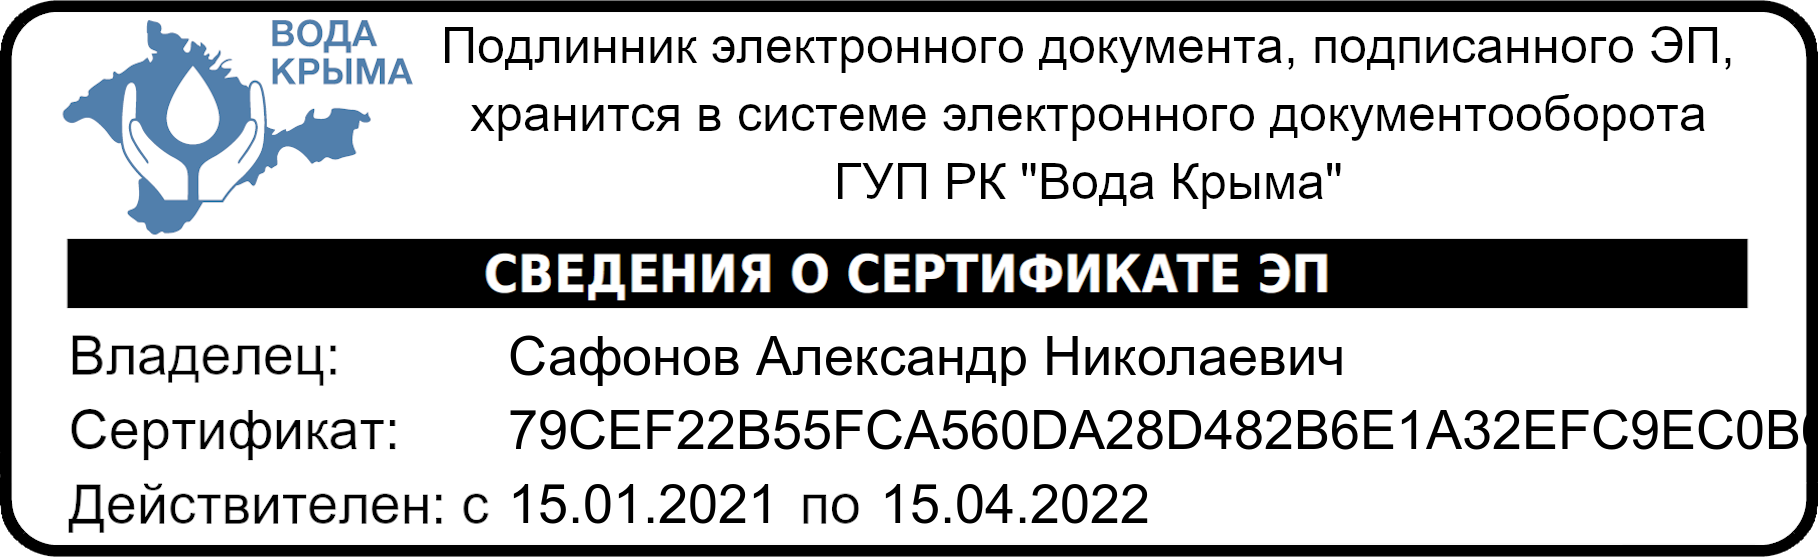 ВОДА
КРЫМА
Подлинник электронного документа, подписанного ЭП,
хранится в системе электронного документооборота
ГУП РК "Вода Крыма"
СВЕДЕНИЯ О СЕРТИФИКАТЕ ЭП
Владелец: Сафонов Александр Николаевич
Сертификат: 79CEF22B55FCA560DA28D482B6E1A32EFC9EC0B
Действителен: с 15.01.2021 по 15.04.2022